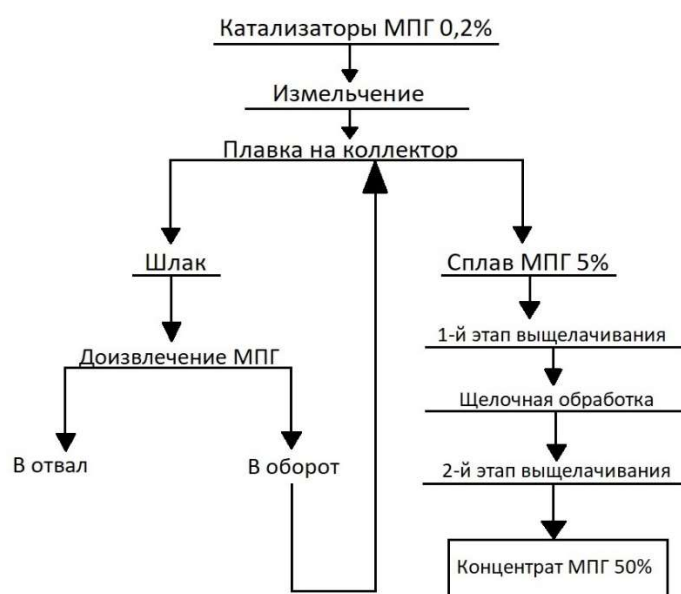 Катализаторы МПГ 0,2%
Измельчение
Плавка на коллектор
Шлак
Сплав МПГ 5%
1-й этап выщелачивания
Доизвлечение МПГ
Щелочная обработка
В отвал
В оборот
2-й этап выщелачивания
Концентрат МПГ 50%